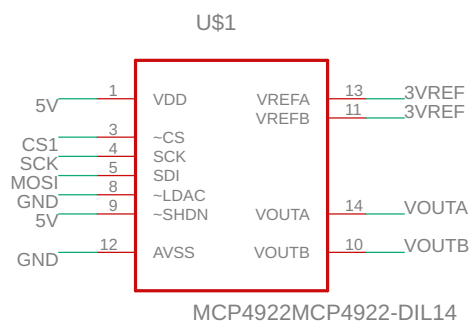 U$1
5V 1 VDD VREFA 13 3VREF
VREFB 11 3VREF
CS1 3 ~CS
SCK 4 SCK
MOSI 5 SDI
GND 8 ~LDAC
5V 9 ~SHDN VOUTA 14 VOUTA
GND 12 AVSS VOUTB 10 VOUTB
MCP4922MCP4922-DIL14